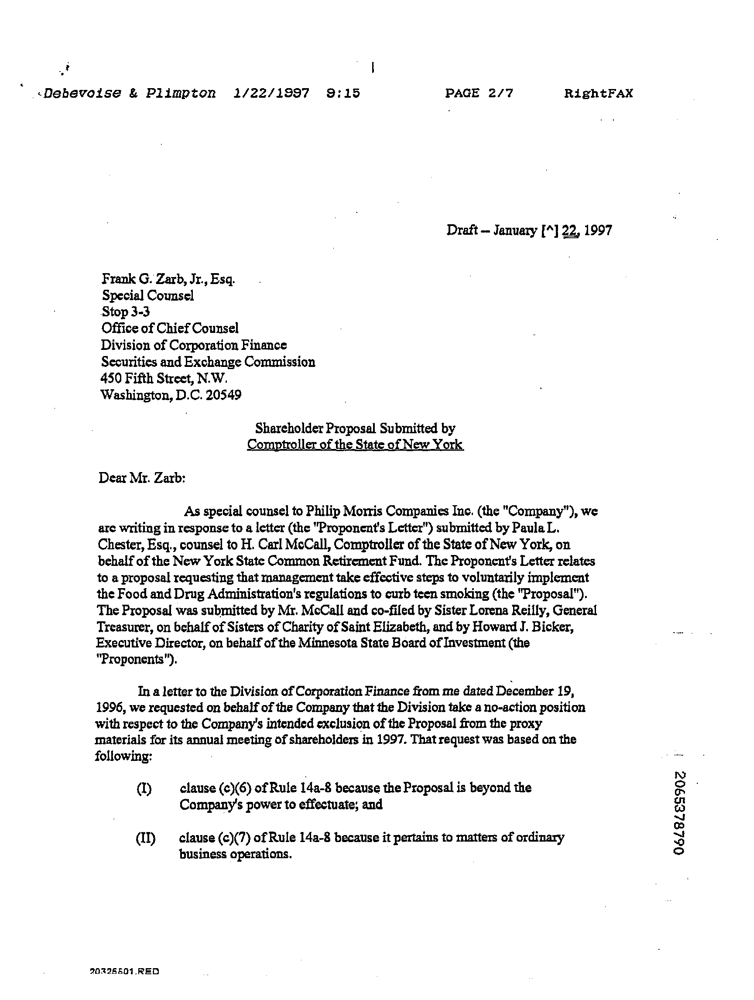 Debevoise & Plimpton 1/22/1997 9:15 PAGE 2/7 RightFAX
Draft – January [^] 22, 1997
Frank G. Zarb, Jr., Esq.
Special Counsel
Stop 3-3
Office of Chief Counsel
Division of Corporation Finance
Securities and Exchange Commission
450 Fifth Street, N.W.
Washington, D.C. 20549
Shareholder Proposal Submitted by
Comptroller of the State of New York
Dear Mr. Zarb:
As special counsel to Philip Morris Companies Inc. (the "Company"), we
are writing in response to a letter (the "Proponent's Letter") submitted by Paula L.
Chester, Esq., counsel to H. Carl McCall, Comptroller of the State of New York, on
behalf of the New York State Common Retirement Fund. The Proponent's Letter relates
to a proposal requesting that management take effective steps to voluntarily implement
the Food and Drug Administration's regulations to curb teen smoking (the "Proposal").
The Proposal was submitted by Mr. McCall and co-filed by Sister Lorena Reilly, General
Treasurer, on behalf of Sisters of Charity of Saint Elizabeth, and by Howard J. Bicker,
Executive Director, on behalf of the Minnesota State Board of Investment (the
"Proponents").
In a letter to the Division of Corporation Finance from me dated December 19,
1996, we requested on behalf of the Company that the Division take a no-action position
with respect to the Company's intended exclusion of the Proposal from the proxy
materials for its annual meeting of shareholders in 1997. That request was based on the
following:
(I) clause (c)(6) of Rule 14a-8 because the Proposal is beyond the
Company's power to effectuate; and
(II) clause (c)(7) of Rule 14a-8 because it pertains to matters of ordinary
business operations.
2065378790
20325501.RED